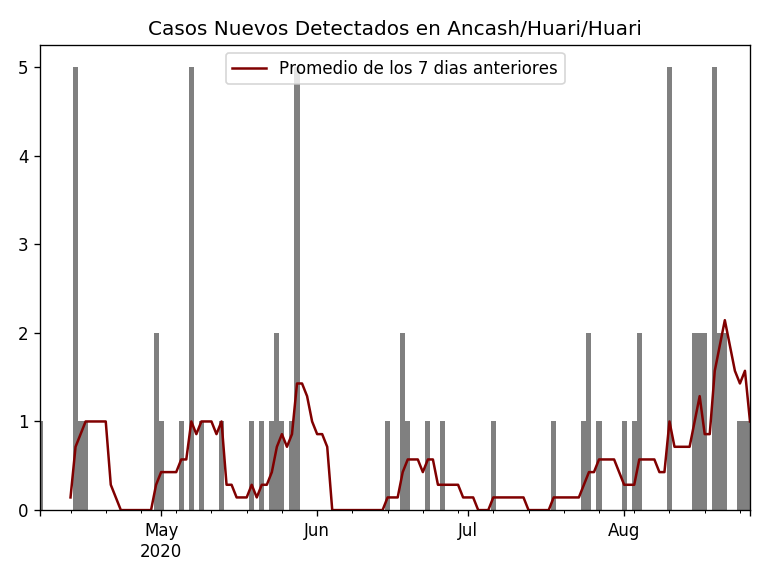 Casos Nuevos Detectados en Ancash/Huari/Huari
Promedio de los 7 dias anteriores
5
4
3
2
1
0
May Jun Jul Aug
2020